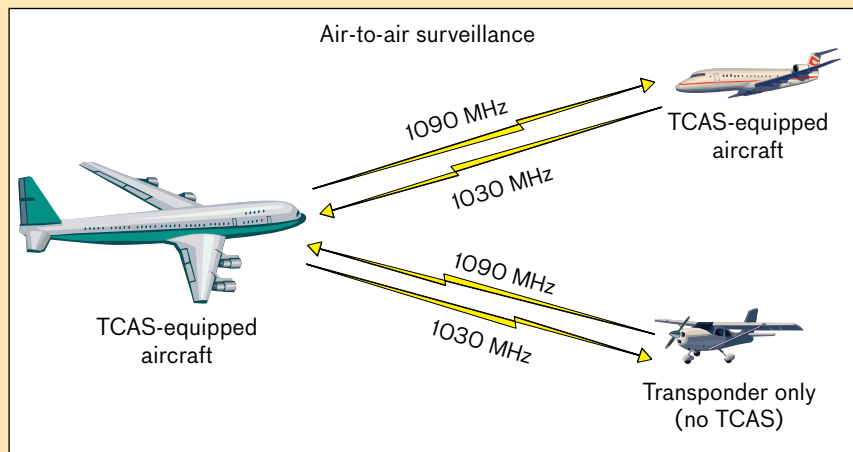 Air-to-air surveillance
1090 MHz
TCAS-equipped
aircraft
1030 MHz
1090 MHz
TCAS-equipped
aircraft
1030 MHz
Transponder only
(no TCAS)